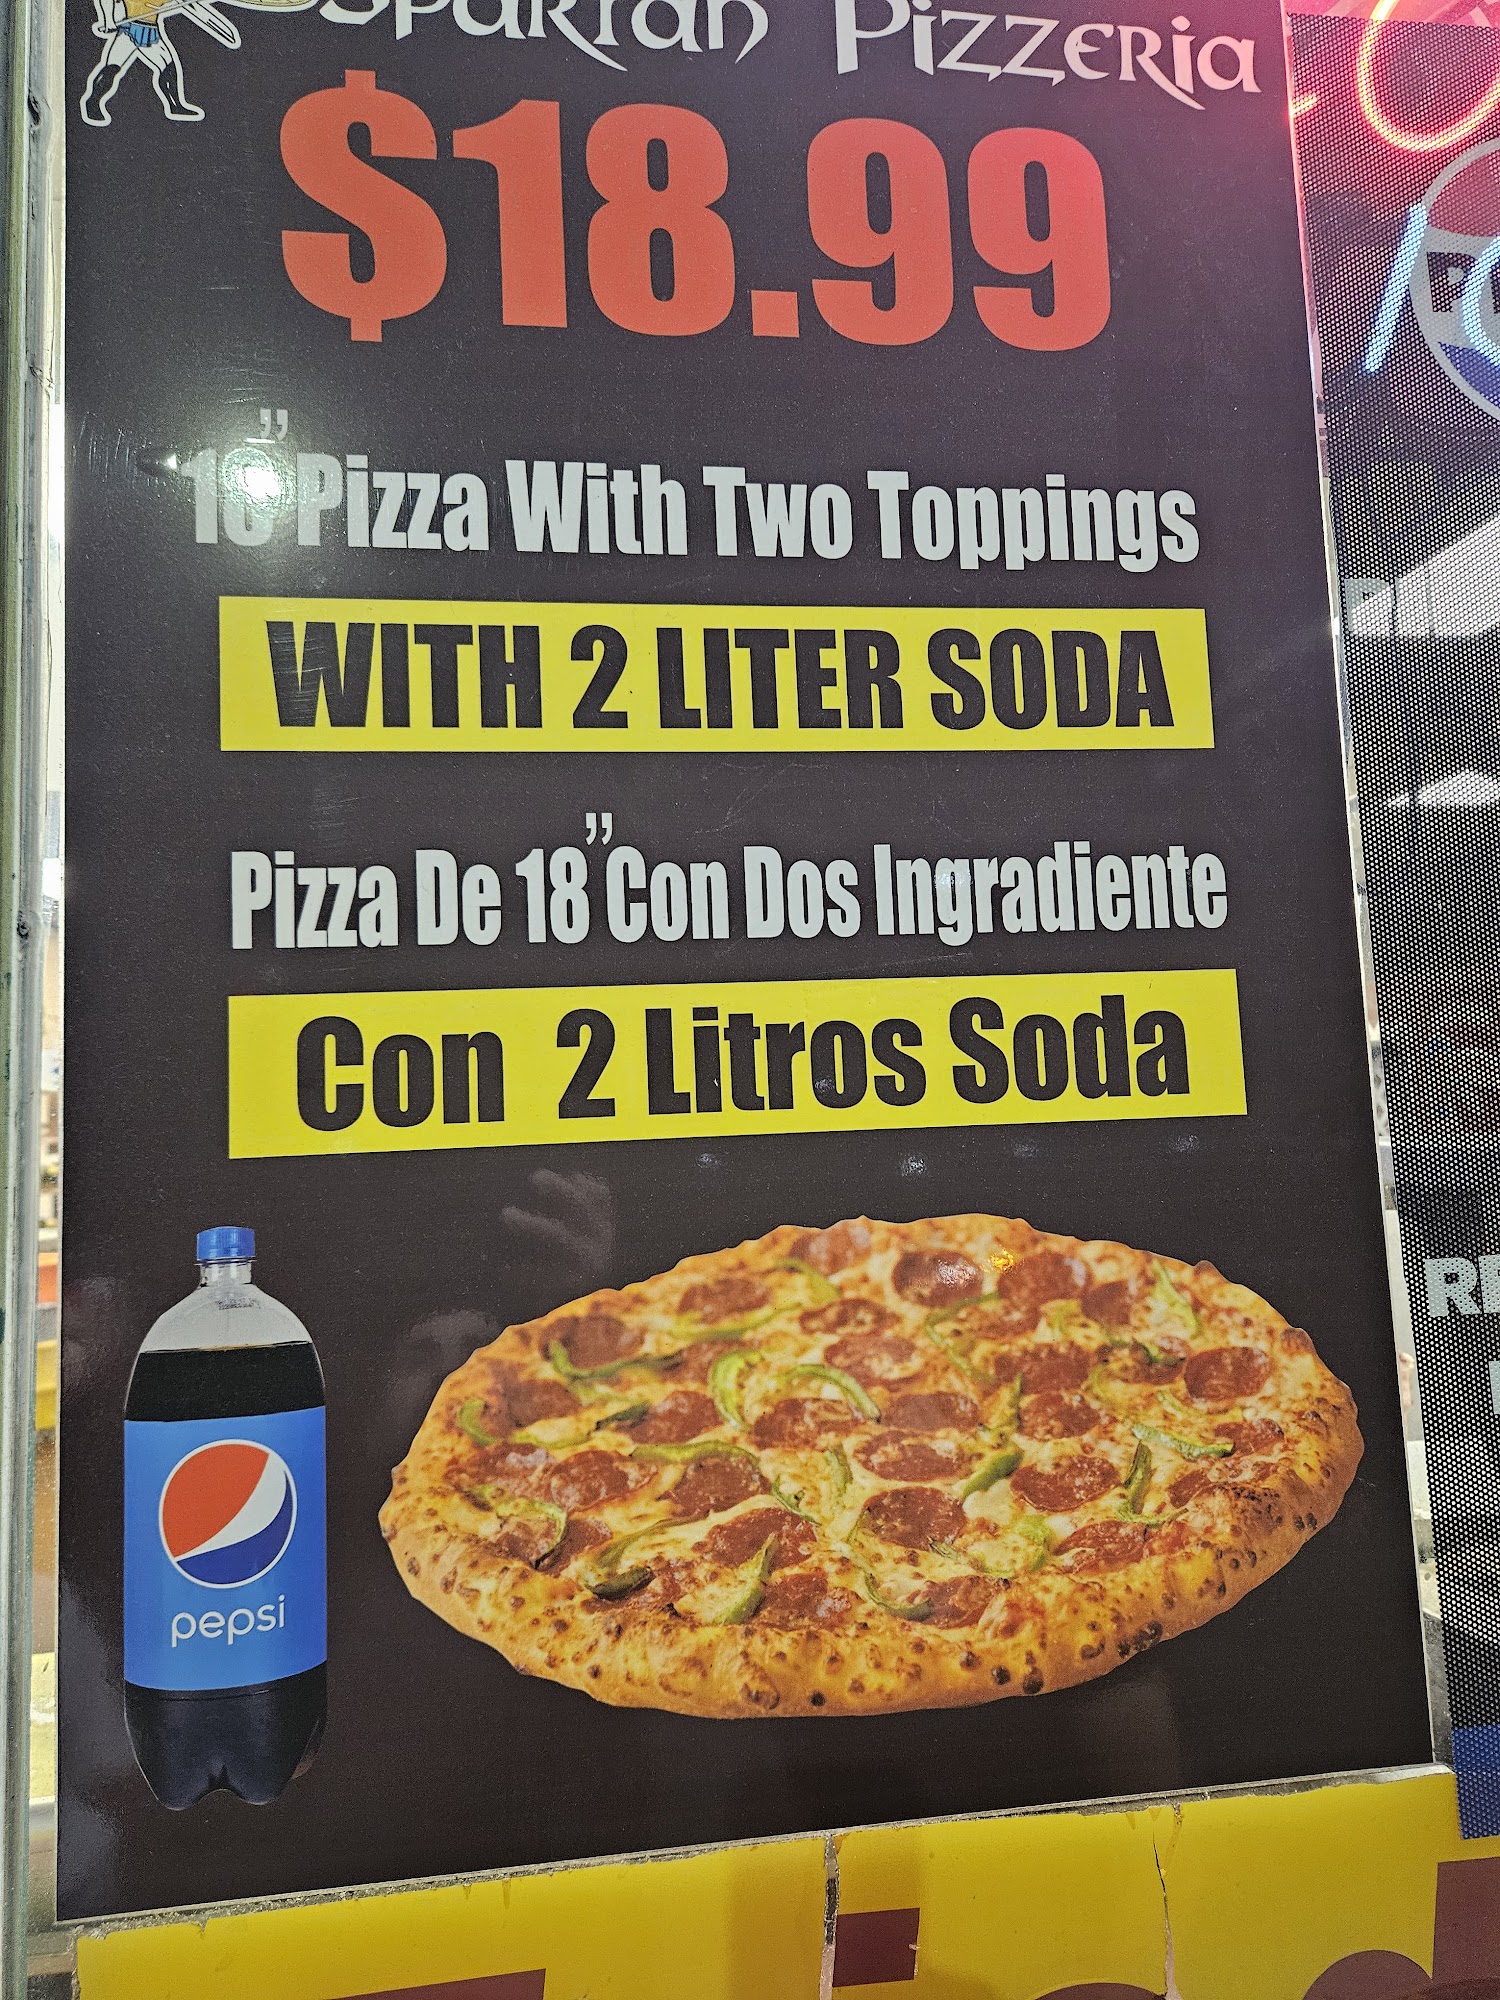 Spartan Pizzeria
$18.99
18" Pizza With Two Toppings
WITH 2 LITER SODA
Pizza De 18" Con Dos Ingradiente
Con 2 Litros Soda
pepsi